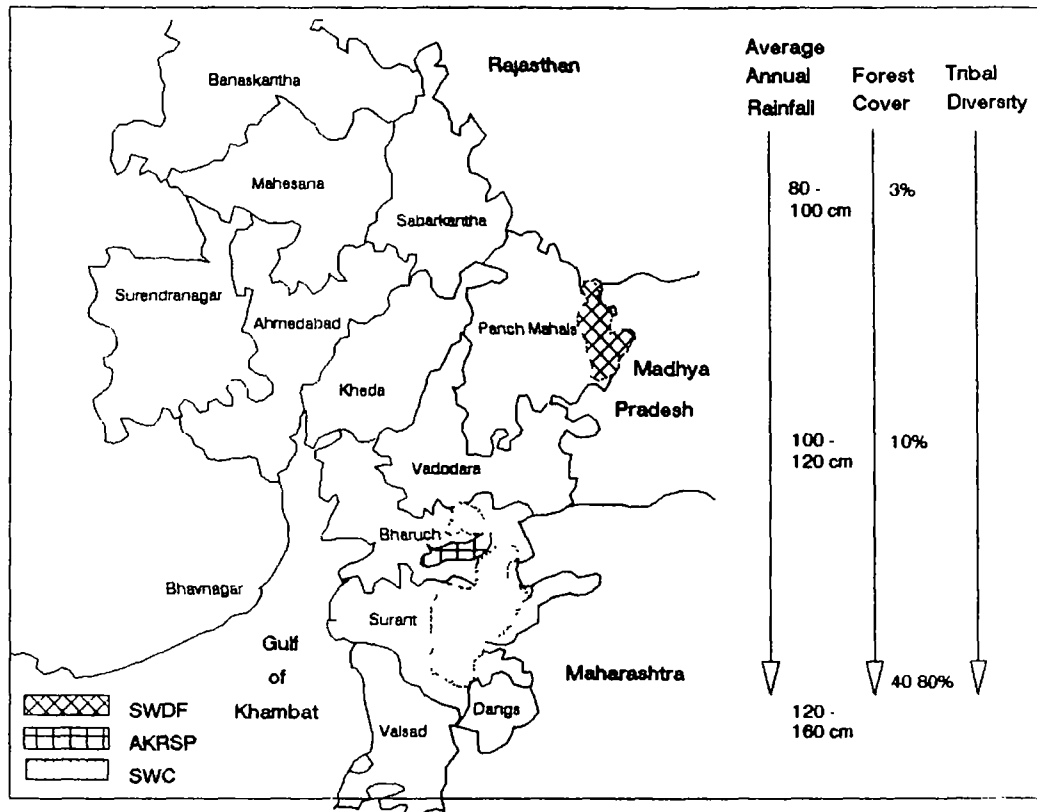 Rajasthan
Banaskantha
Mahesana
Sabarkantha
Surendranagar
Ahmedabad
Panch Mahals
Kheda
Madhya
Pradesh
Vadodara
Bharuch
Bhavnagar
Surant
Gulf
of
Khambat
Maharashtra
Dangs
Valsad
SWDF
AKRSP
SWC
Average
Annual
Rainfall
Forest
Cover
Tribal
Diversity
80 -
100 cm
3%
100 -
120 cm
10%
40 80%
120 -
160 cm